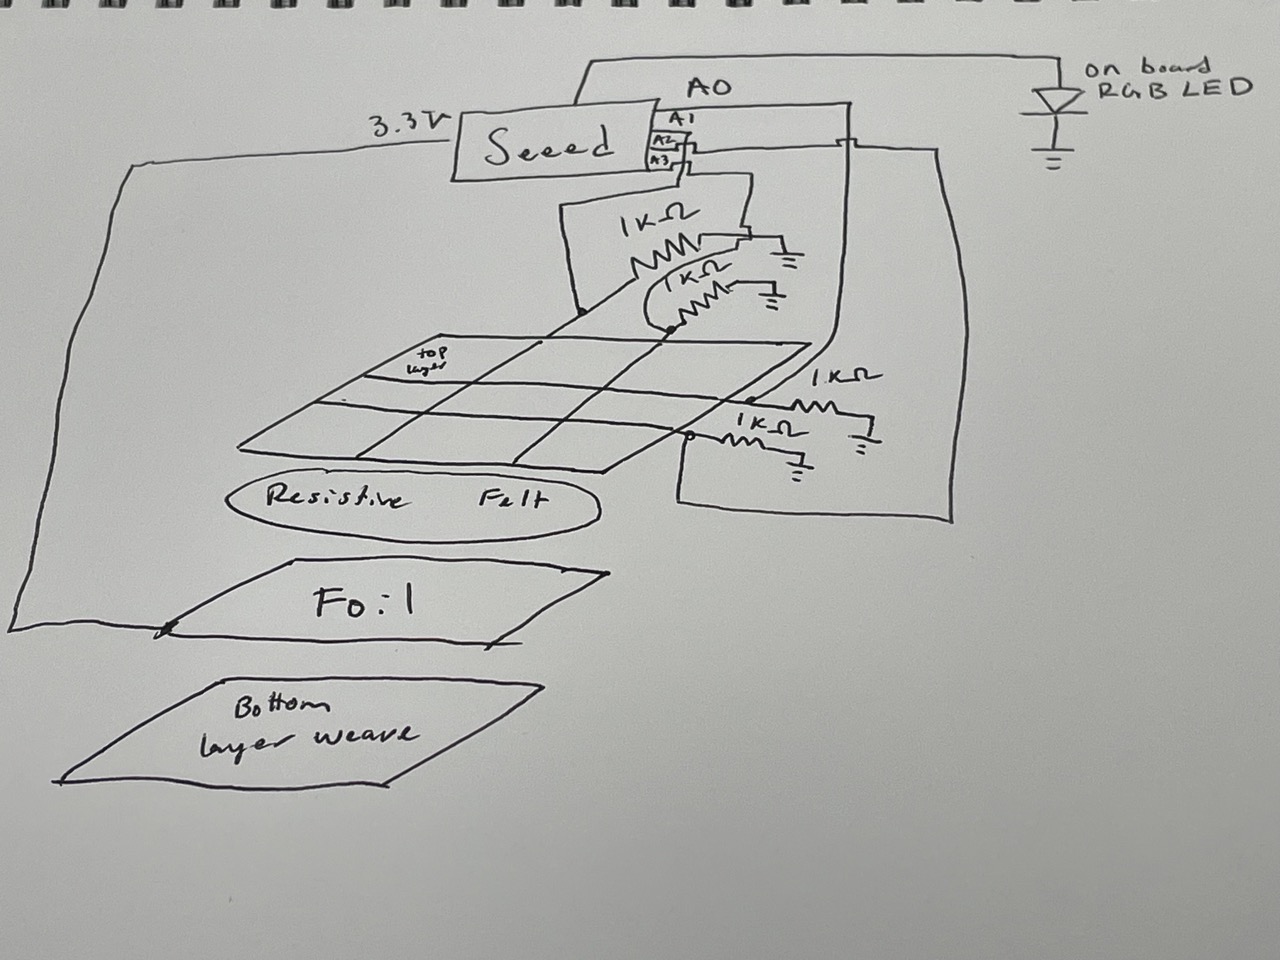 on board
RGB LED
A0
3.3V
A1
Seeed
A2
A3
1KΩ
1KΩ
top
layer
1KΩ
1KΩ
Resistive Felt
Foil
Bottom
layer weave